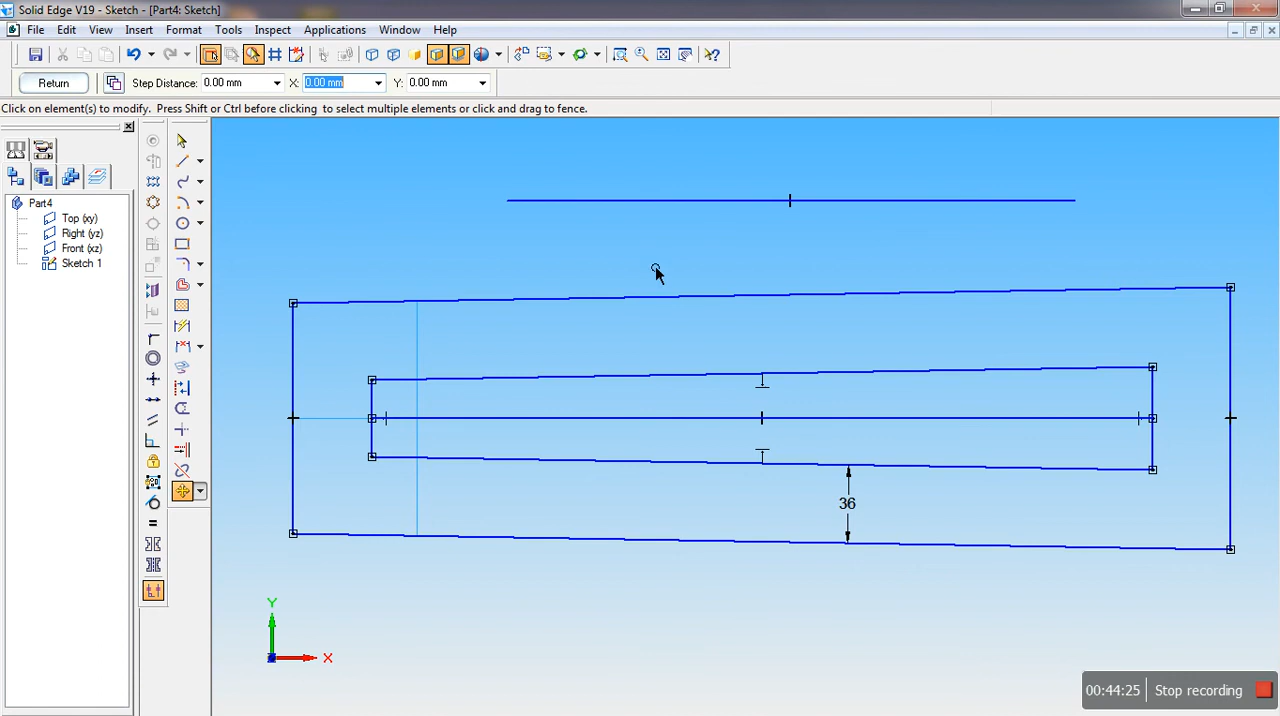 Solid Edge V19 - Sketch - [Part4: Sketch]
File Edit View Insert Format Tools Inspect Applications Window Help
Return Step Distance: 0.00 mm X: 0.00 mm Y: 0.00 mm
Click on element(s) to modify. Press Shift or Ctrl before clicking to select multiple elements or click and drag to fence.
Part4
Top (xy)
Right (yz)
Front (xz)
Sketch 1
36
Y
X
00:44:25 Stop recording